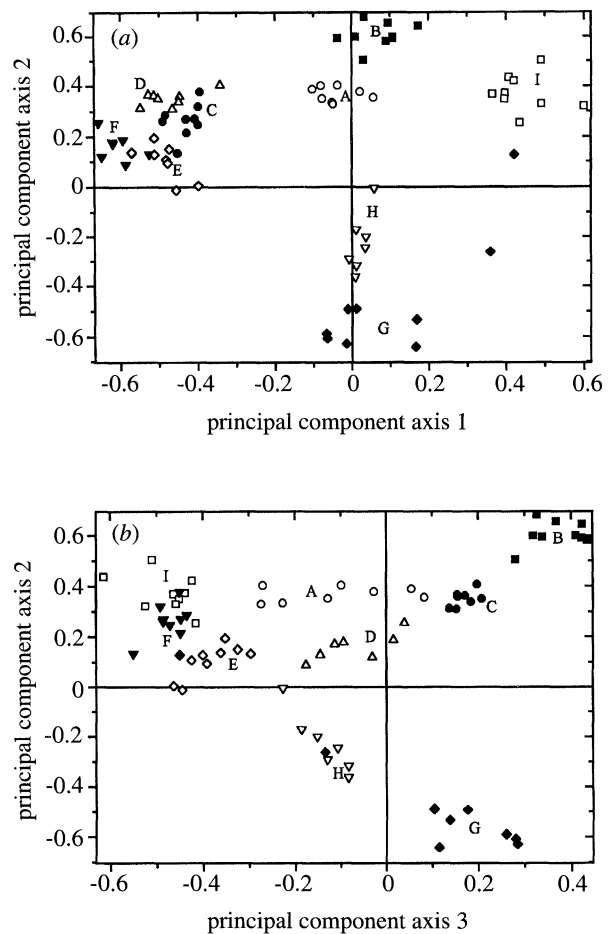 (a)
0.6
0.4
0.2
0
-0.2
-0.4
-0.6
principal component axis 2
B
D
A
I
C
F
E
H
G
-0.6 -0.4 -0.2 0 0.2 0.4 0.6
principal component axis 1
(b)
0.6
0.4
0.2
0
-0.2
-0.4
-0.6
principal component axis 2
B
I
A
C
F
D
E
H
G
-0.6 -0.4 -0.2 0 0.2 0.4
principal component axis 3